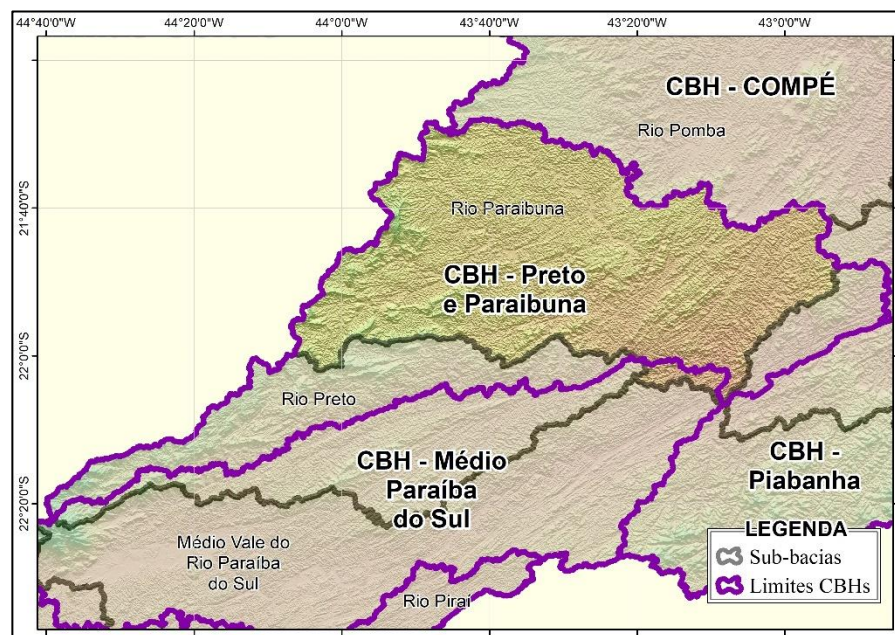 44°40'0"W
44°20'0"W
44°0'0"W
43°40'0"W
43°20'0"W
43°0'0"W
CBH - COMPÉ
Rio Pomba
21°40'0"S
Rio Paraibuna
CBH - Preto
e Paraibuna
22°0'0"S
Rio Preto
CBH - Médio
Paraíba
do Sul
CBH -
Piabanha
22°20'0"S
Médio Vale do
Rio Paraíba
do Sul
Rio Piraí
LEGENDA
Sub-bacias
Limites CBHs